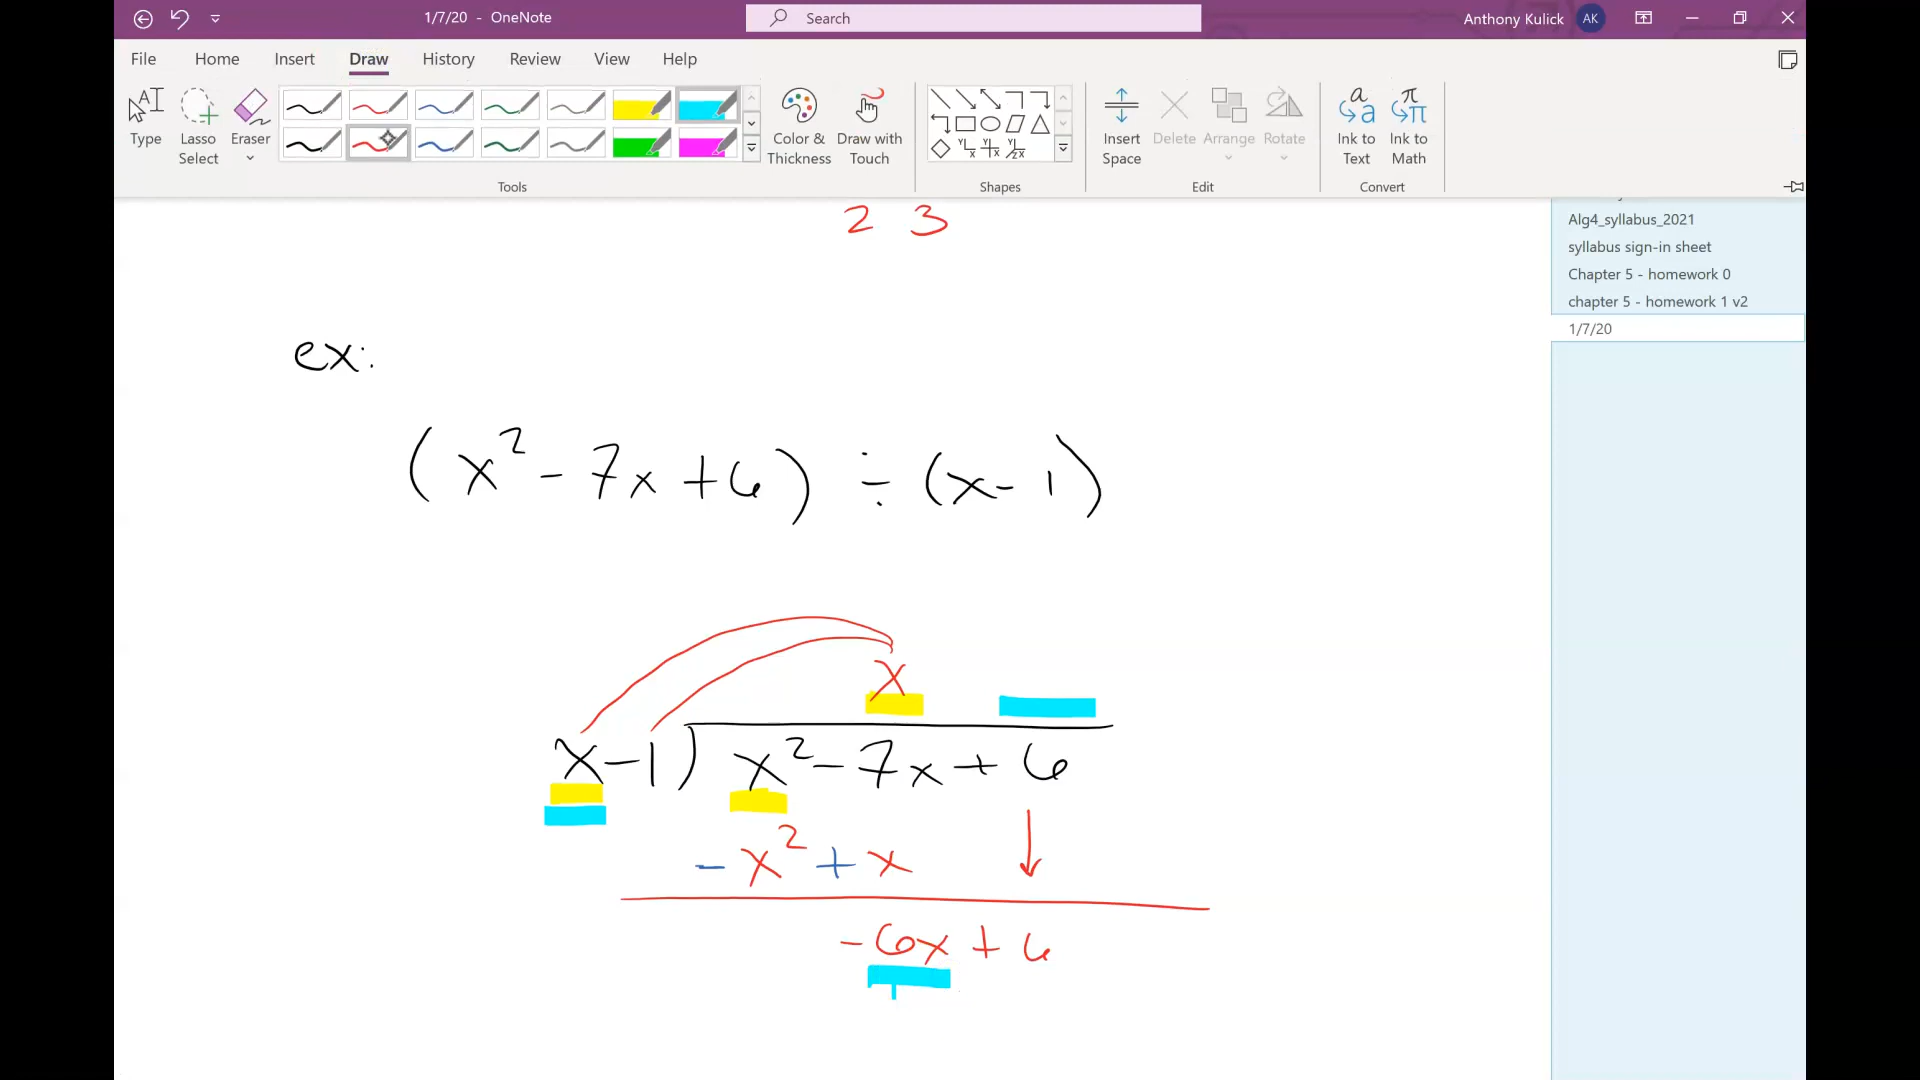 1/7/20 - OneNote
Search
Anthony Kulick AK
File Home Insert Draw History Review View Help
Type
Lasso Select
Eraser
Color & Thickness
Draw with Touch
Insert Space
Delete
Arrange
Rotate
Ink to Text
Ink to Math
Tools
Shapes
Edit
Convert
Alg4_syllabus_2021
syllabus sign-in sheet
Chapter 5 - homework 0
chapter 5 - homework 1 v2
1/7/20
2 3
ex:
(x² - 7x + 6) ÷ (x - 1)
x
x - 1) x² - 7x + 6
- x² + x
- 6x + 6